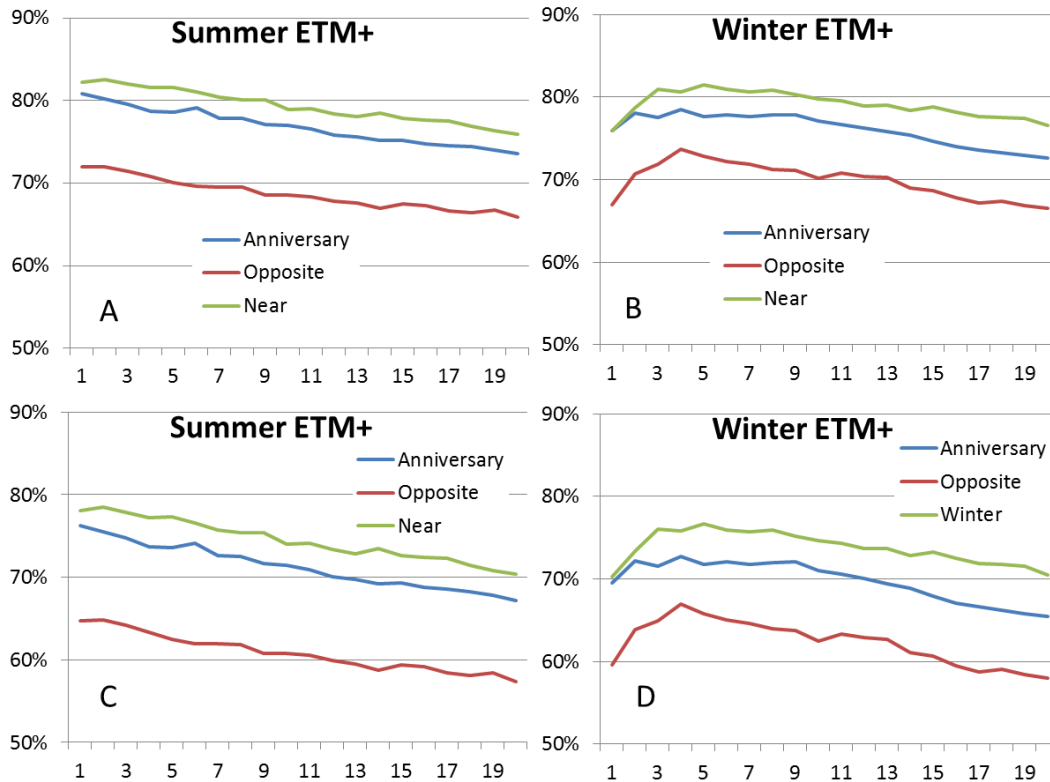 Summer ETM+
90%
80%
70%
60%
50%
Anniversary
Opposite
Near
A
1 3 5 7 9 11 13 15 17 19
Winter ETM+
90%
80%
70%
60%
50%
Anniversary
Opposite
Near
B
1 3 5 7 9 11 13 15 17 19
Summer ETM+
90%
80%
70%
60%
50%
Anniversary
Opposite
Near
C
1 3 5 7 9 11 13 15 17 19
Winter ETM+
90%
80%
70%
60%
50%
Anniversary
Opposite
Winter
D
1 3 5 7 9 11 13 15 17 19